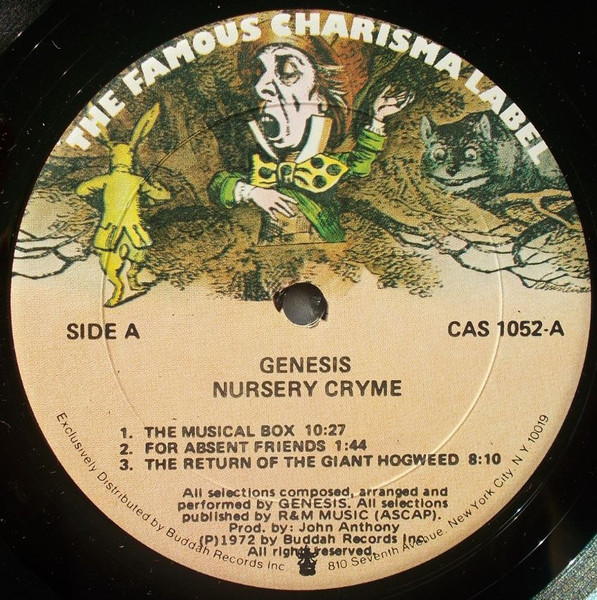 THE FAMOUS CHARISMA LABEL
SIDE A
CAS 1052-A
GENESIS
NURSERY CRYME
1. THE MUSICAL BOX 10:27
2. FOR ABSENT FRIENDS 1:44
3. THE RETURN OF THE GIANT HOGWEED 8:10
All selections composed, arranged and
performed by GENESIS. All selections
published by R&M MUSIC (ASCAP).
Prod. by: John Anthony
(P)1972 by Buddah Records Inc.
All rights reserved.
Exclusively Distributed by Buddah Records Inc. 810 Seventh Avenue. New York City, N.Y. 10019